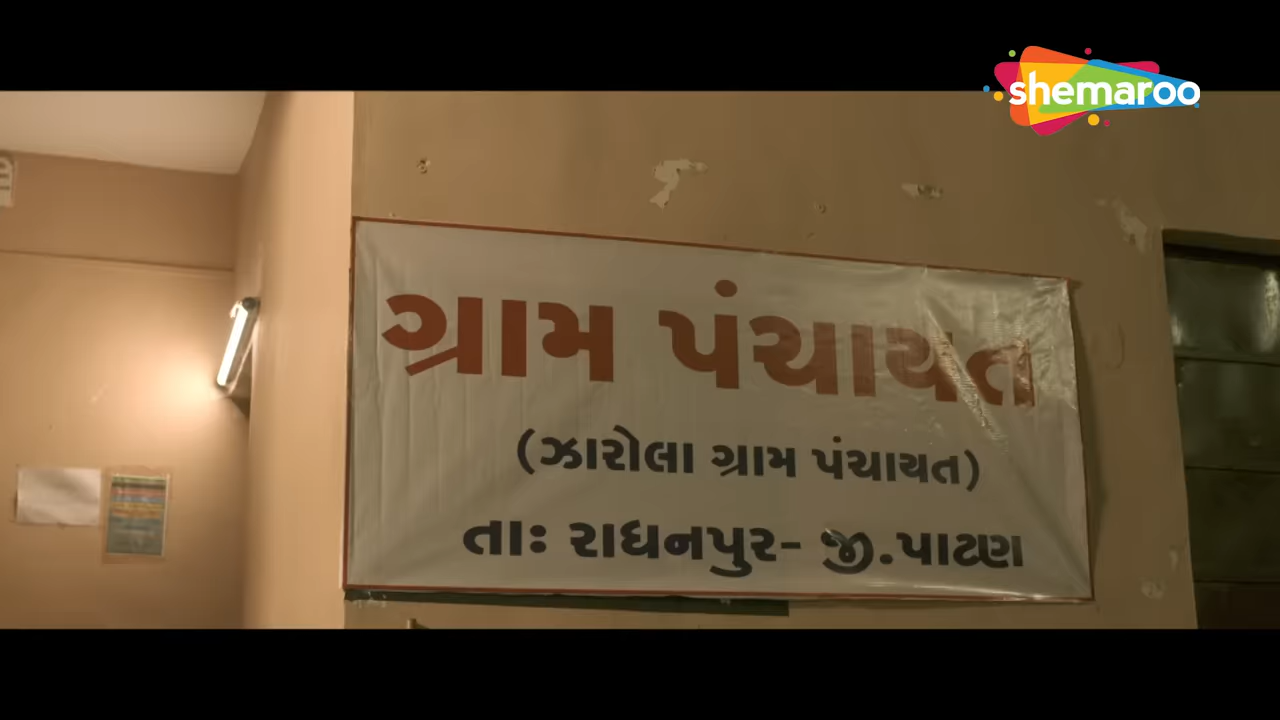 shemaroo
ગ્રામ પંચાયત
(ઝારોલા ગ્રામ પંચાયત)
તાઃ રાધનપુર- જી.પાટણ